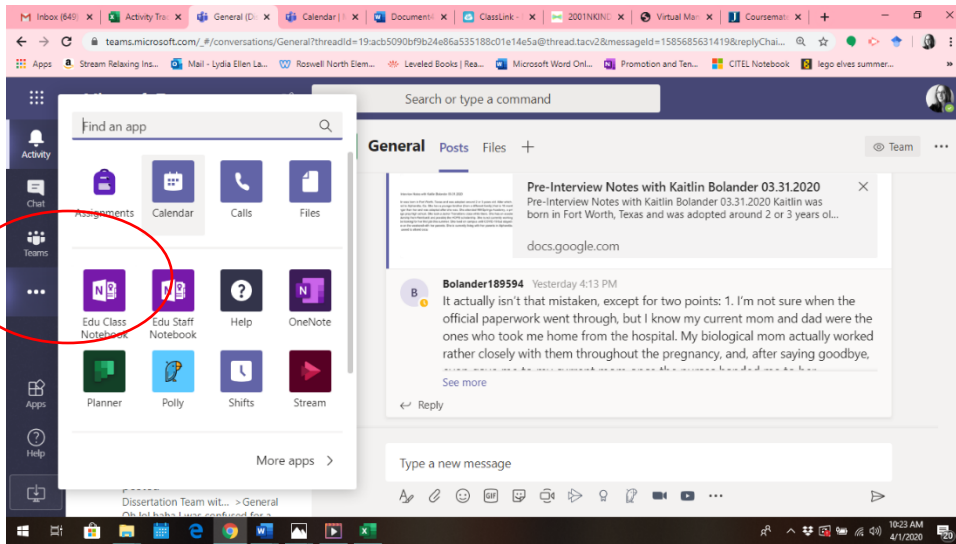 Inbox (649)
Activity Tra
General (Di
Calendar |
Document
ClassLink -
2001NKIND
Virtual Mar
Coursemat
teams.microsoft.com/_#/conversations/General?threadId=19:acb5090bf9b24e86a535188c01e14e5a@thread.tacv2&messageId=1585685631419&replyChai...
Apps
Stream Relaxing Ins...
Mail - Lydia Ellen La...
Roswell North Elem...
Leveled Books | Rea...
Microsoft Word Onl...
Promotion and Ten...
CITEL Notebook
lego elves summer...
Search or type a command
Find an app
Activity
Chat
Teams
Apps
Help
Assignments
Calendar
Calls
Files
Edu Class
Notebook
Edu Staff
Notebook
Help
OneNote
Planner
Polly
Shifts
Stream
More apps
Dissertation Team wit... > General
General
Posts
Files
Team
Pre-Interview Notes with Kaitlin Bolander 03.31.2020
Pre-Interview Notes with Kaitlin Bolander 03.31.2020 Kaitlin was
born in Fort Worth, Texas and was adopted around 2 or 3 years ol...
docs.google.com
B
Bolander189594 Yesterday 4:13 PM
It actually isn't that mistaken, except for two points: 1. I'm not sure when the
official paperwork went through, but I know my current mom and dad were the
ones who took me home from the hospital. My biological mom actually worked
rather closely with them throughout the pregnancy, and, after saying goodbye,
See more
Reply
Type a new message
GIF
10:23 AM
4/1/2020
20